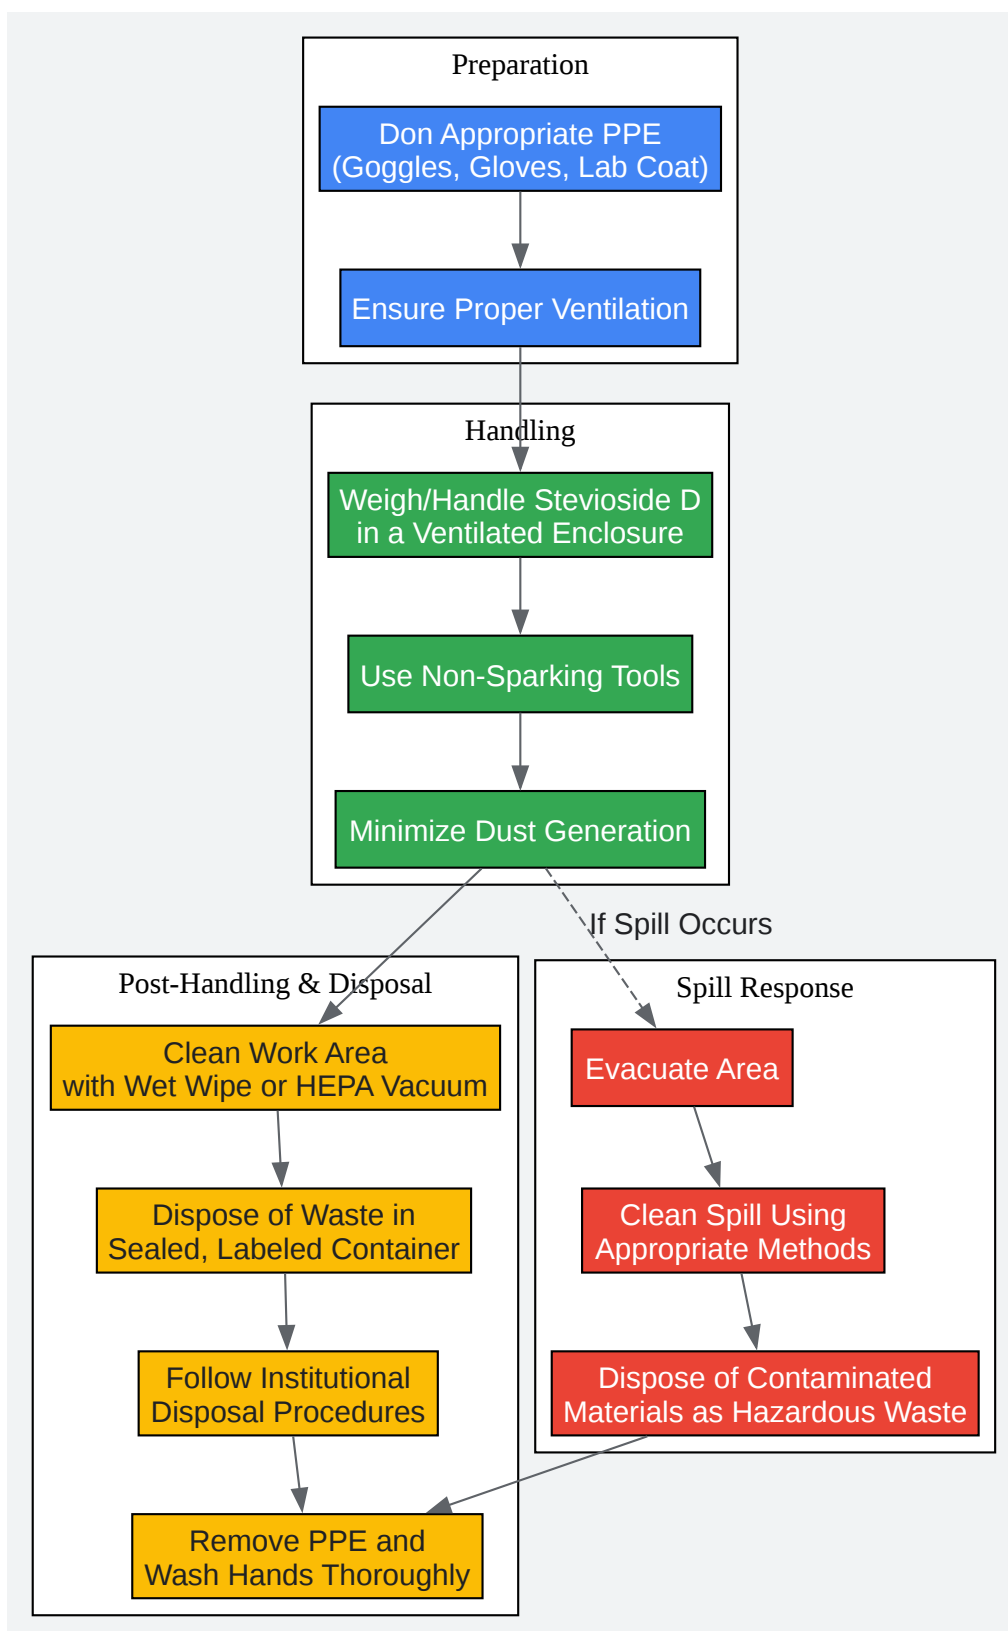 Preparation
Don Appropriate PPE
(Goggles, Gloves, Lab Coat)
Ensure Proper Ventilation
Handling
Weigh/Handle Stevioside D
in a Ventilated Enclosure
Use Non-Sparking Tools
Minimize Dust Generation
If Spill Occurs
Post-Handling & Disposal
Clean Work Area
with Wet Wipe or HEPA Vacuum
Dispose of Waste in
Sealed, Labeled Container
Follow Institutional
Disposal Procedures
Remove PPE and
Wash Hands Thoroughly
Spill Response
Evacuate Area
Clean Spill Using
Appropriate Methods
Dispose of Contaminated
Materials as Hazardous Waste